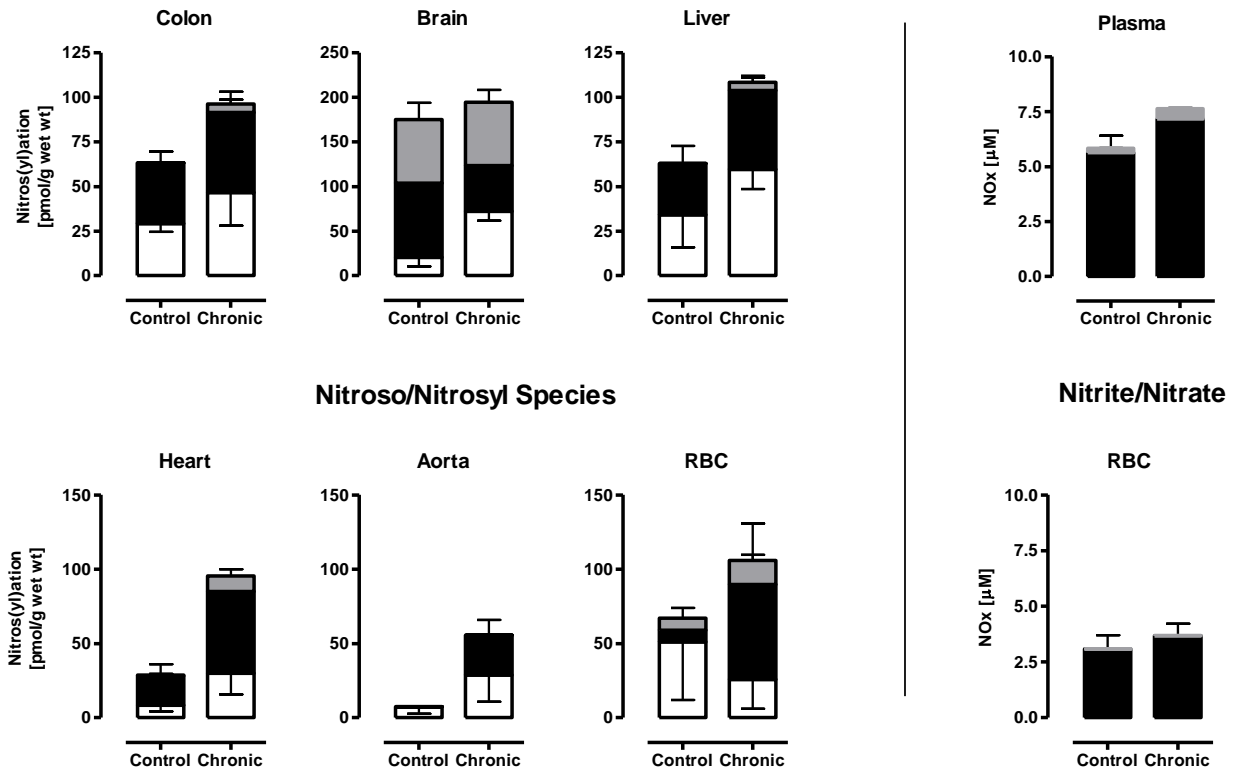 Colon
Brain
Liver
Plasma
Nitros(yl)ation
[pmol/g wet wt]
125
100
75
50
25
0
Control Chronic
250
200
150
100
50
0
Control Chronic
125
100
75
50
25
0
Control Chronic
NOx [µM]
10.0
7.5
5.0
2.5
0.0
Control Chronic
Nitroso/Nitrosyl Species
Nitrite/Nitrate
Heart
Aorta
RBC
RBC
Nitros(yl)ation
[pmol/g wet wt]
150
100
50
0
Control Chronic
150
100
50
0
Control Chronic
150
100
50
0
Control Chronic
NOx [µM]
10.0
7.5
5.0
2.5
0.0
Control Chronic